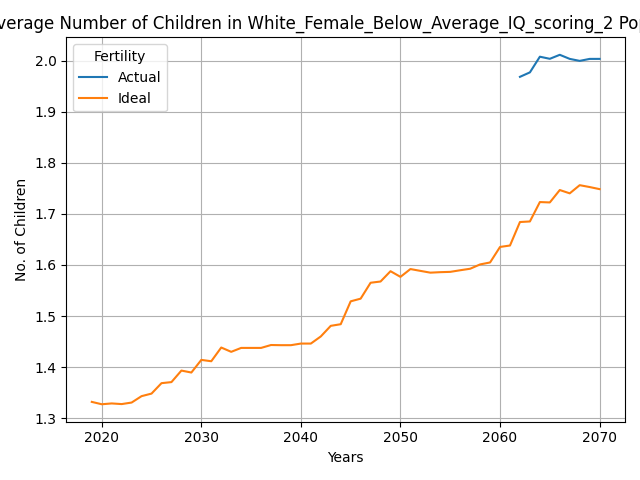 verage Number of Children in White_Female_Below_Average_IQ_scoring_2 Po
Fertility
Actual
Ideal
No. of Children
2.0
1.9
1.8
1.7
1.6
1.5
1.4
1.3
2020 2030 2040 2050 2060 2070
Years